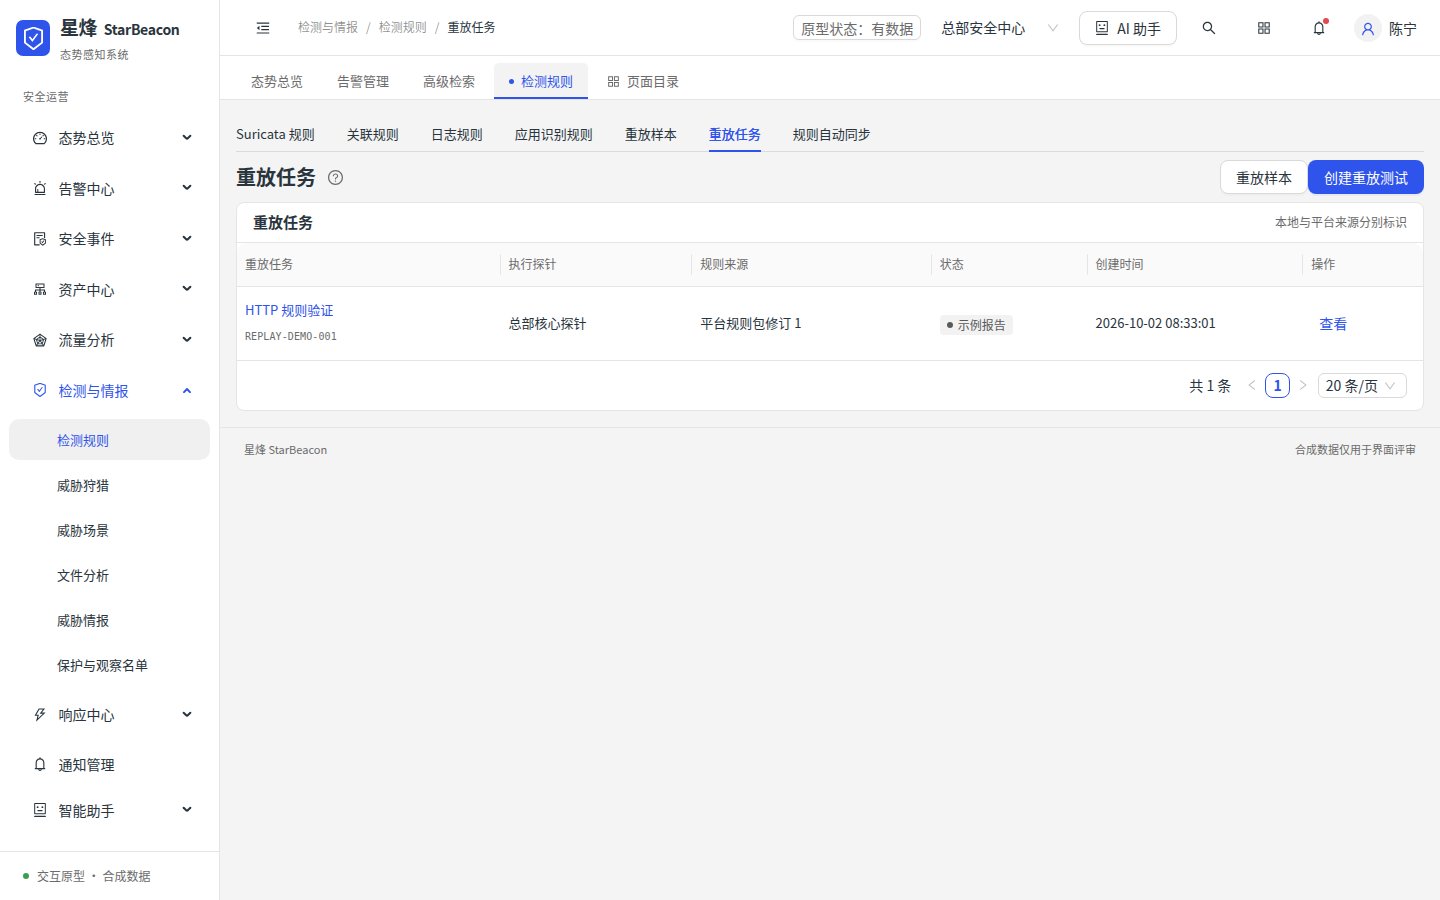 星烽 StarBeacon
态势感知系统
安全运营
态势总览
告警中心
安全事件
资产中心
流量分析
检测与情报
检测规则
威胁狩猎
威胁场景
文件分析
威胁情报
保护与观察名单
响应中心
通知管理
智能助手
交互原型 · 合成数据
检测与情报 / 检测规则 / 重放任务
原型状态：有数据
总部安全中心
AI 助手
陈宁
态势总览
告警管理
高级检索
检测规则
页面目录
Suricata 规则
关联规则
日志规则
应用识别规则
重放样本
重放任务
规则自动同步
重放任务
重放样本
创建重放测试
重放任务
本地与平台来源分别标识
重放任务 执行探针 规则来源 状态 创建时间 操作
HTTP 规则验证
REPLAY-DEMO-001
总部核心探针
平台规则包修订 1
示例报告
2026-10-02 08:33:01
查看
共 1 条
1
20 条/页
星烽 StarBeacon
合成数据仅用于界面评审